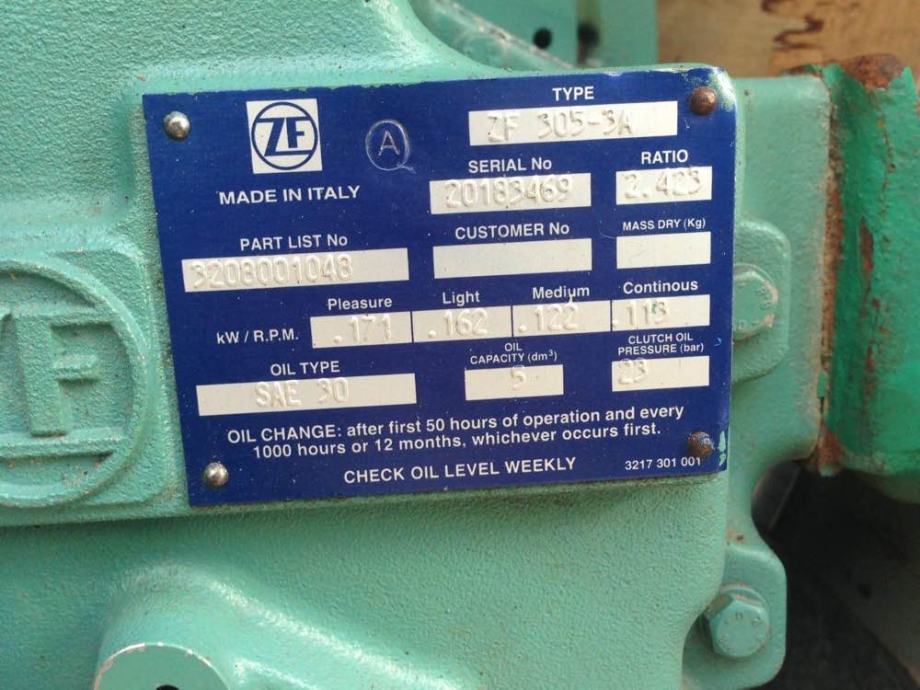 ZF
TYPE
ZF 305-3A
A
SERIAL No
20183469
RATIO
2.423
MADE IN ITALY
PART LIST No
3208001048
CUSTOMER No
MASS DRY (Kg)
kW / R.P.M.
Pleasure
.171
Light
.162
Medium
.122
Continous
.113
OIL TYPE
SAE 30
OIL
CAPACITY (dm³)
5
CLUTCH OIL
PRESSURE (bar)
23
OIL CHANGE: after first 50 hours of operation and every
1000 hours or 12 months, whichever occurs first.
CHECK OIL LEVEL WEEKLY
3217 301 001
ZF